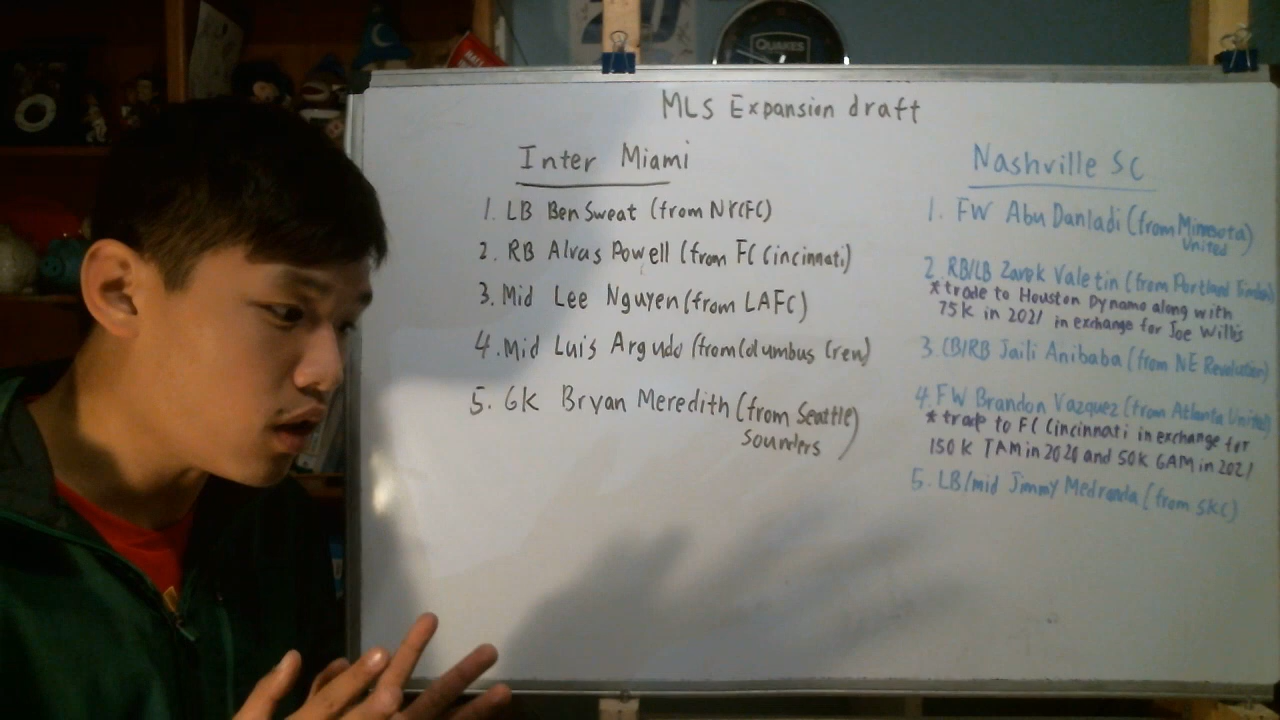 QUAKES
MLS Expansion draft
Inter Miami
1. LB Ben Sweat (from NYCFC)
2. RB Alvas Powell (from FC Cincinnati)
3. Mid Lee Nguyen (from LAFC)
4. Mid Luis Argudo (from Columbus Crew)
5. GK Bryan Meredith (from Seattle)
Sounders
Nashville SC
1. FW Abu Danladi (from Minnesota)
United
2. RB/LB Zarek Valetin (from Portland Timbers)
* trade to Houston Dynamo along with
75K in 2021 in exchange for Joe Willis
3. CB/RB Jaili Anibaba (from NE Revolution)
4. FW Brandon Vazquez (from Atlanta United)
* trade to FC Cincinnati in exchange for
150K TAM in 2020 and 50K GAM in 2021
5. LB/mid Jimmy Medranda (from SKC)